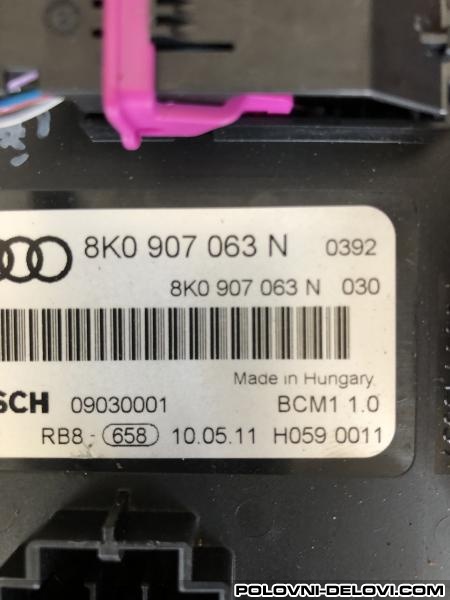 8K0 907 063 N 0392
8K0 907 063 N 030
Made in Hungary
SCH 09030001 BCM1 1.0
RB8- 658 10.05.11 H059 0011
POLOVNI-DELOVI.COM